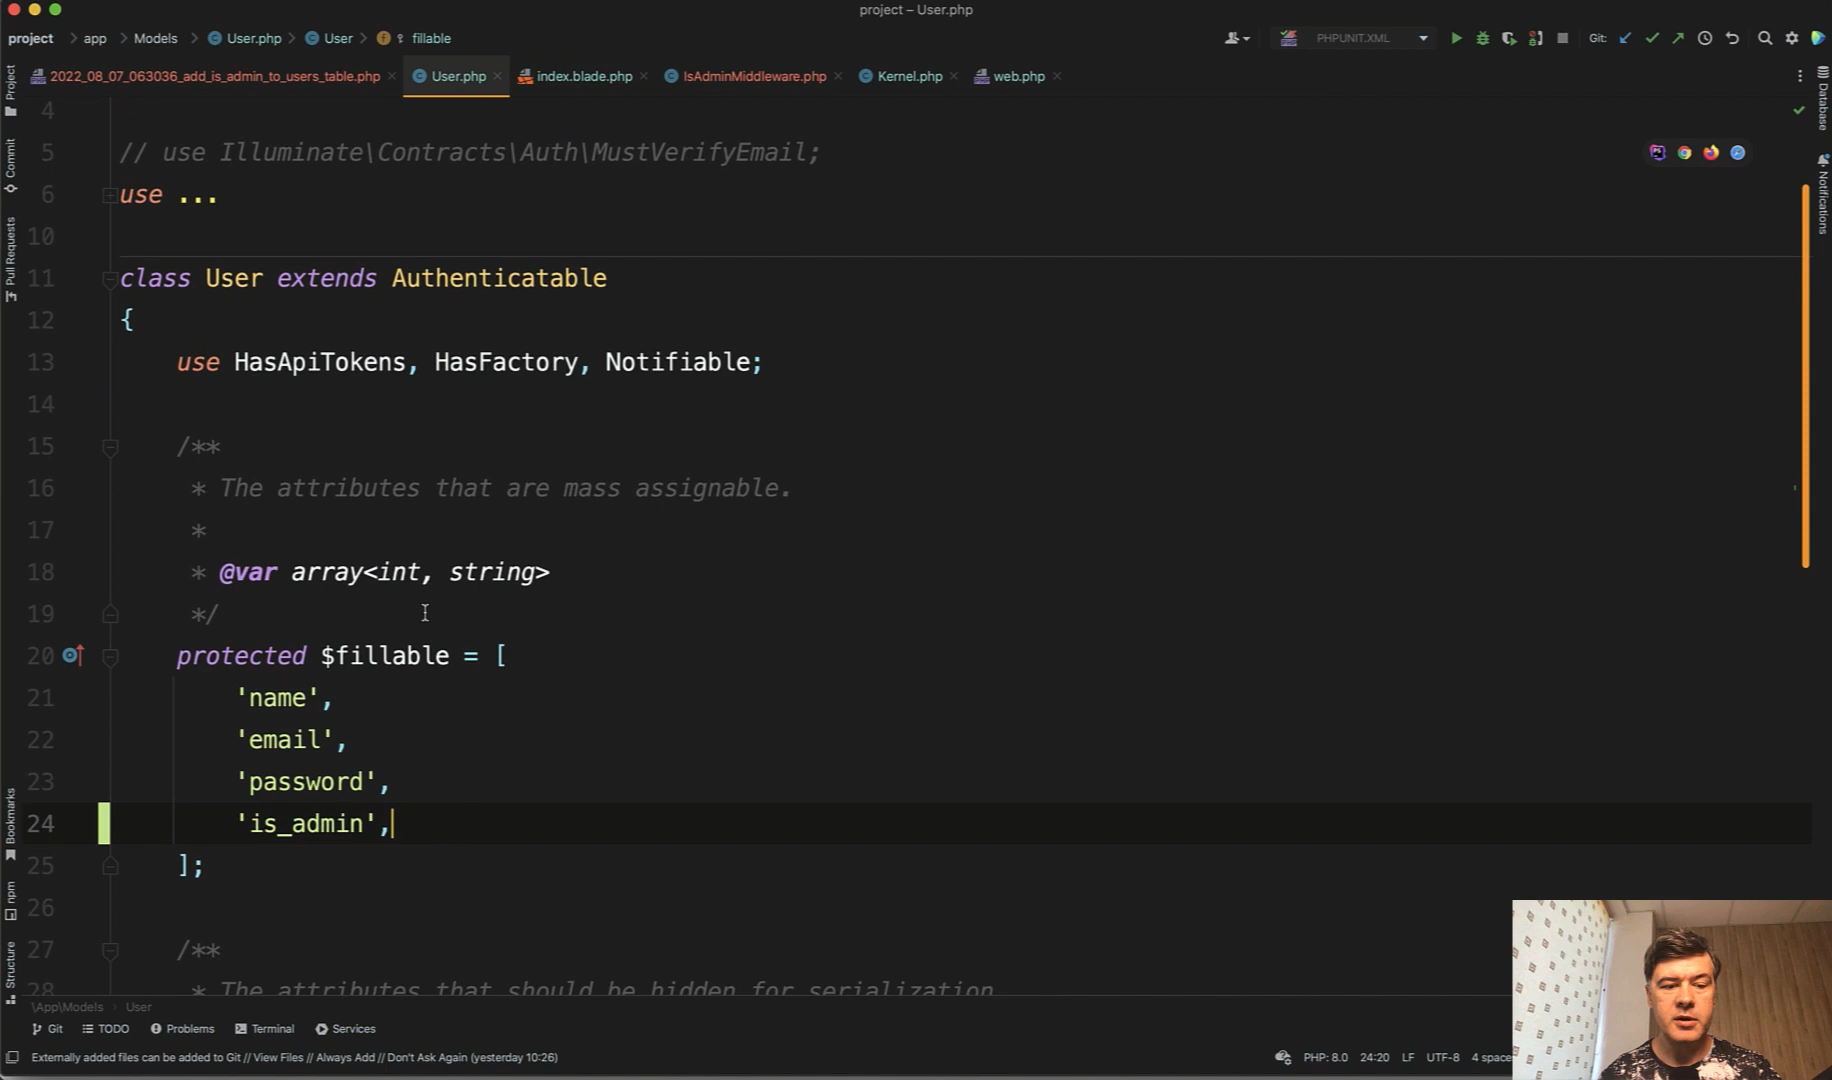 project – User.php
project > app > Models > User.php > User > fillable
PHPUNIT.XML
Git:
2022_08_07_063036_add_is_admin_to_users_table.php
User.php
index.blade.php
IsAdminMiddleware.php
Kernel.php
web.php
Project
Commit
Pull Requests
Bookmarks
npm
Structure
Database
Notifications
4
5 // use Illuminate\Contracts\Auth\MustVerifyEmail;
6 use ...
10
11 class User extends Authenticatable
12 {
13 use HasApiTokens, HasFactory, Notifiable;
14
15 /**
16 * The attributes that are mass assignable.
17 *
18 * @var array<int, string>
19 */
20 protected $fillable = [
21 'name',
22 'email',
23 'password',
24 'is_admin',
25 ];
26
27 /**
28 * The attributes that should be hidden for serialization
\App\Models > User
Git TODO Problems Terminal Services
Externally added files can be added to Git // View Files // Always Add // Don't Ask Again (yesterday 10:26)
PHP: 8.0 24:20 LF UTF-8 4 spaces